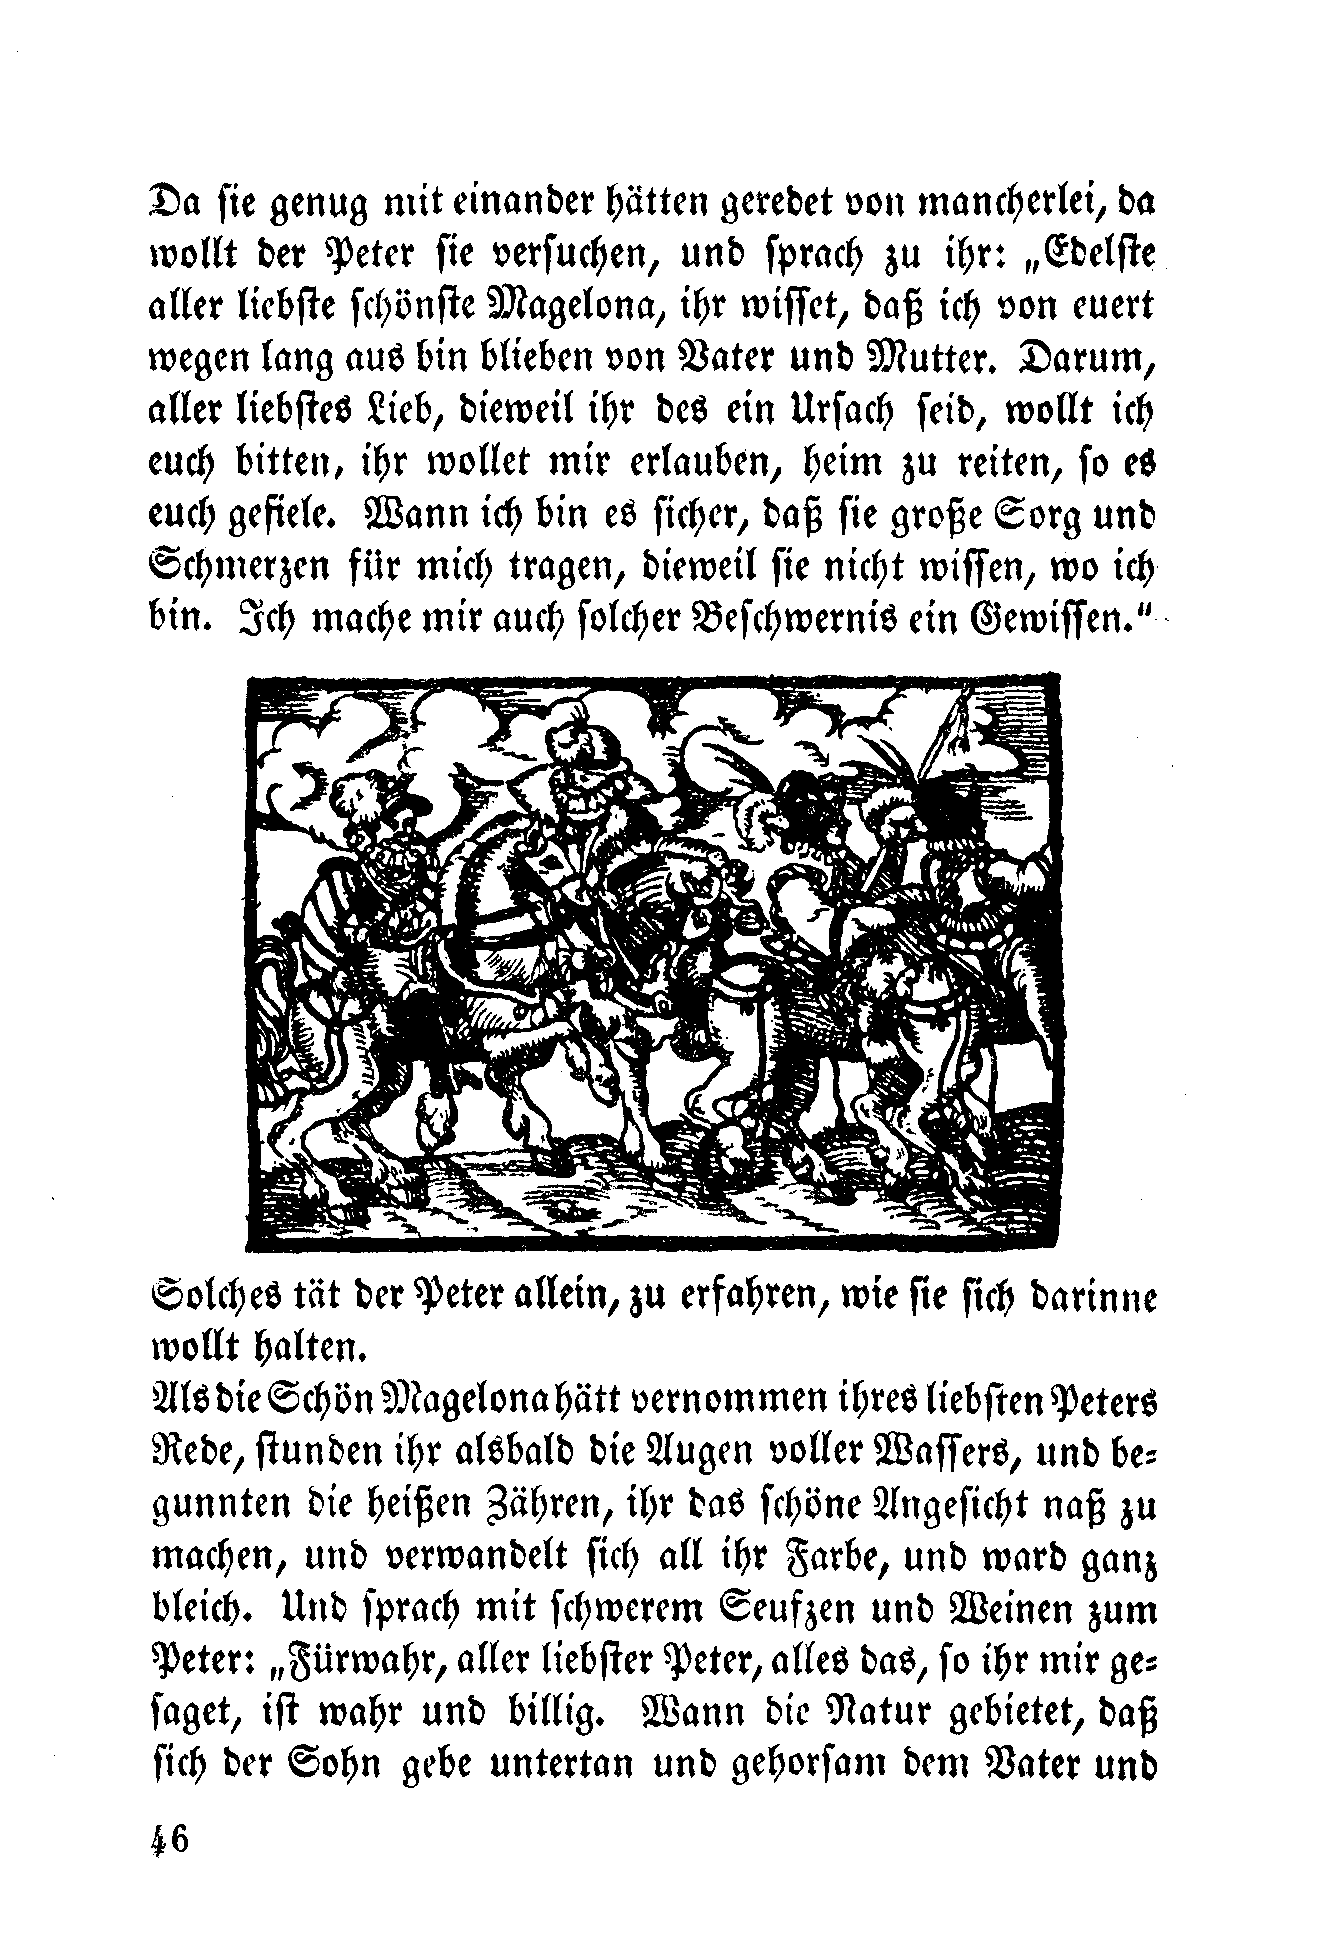 Da sie genug mit einander hätten geredet von mancherlei, da
wollt der Peter sie versuchen, und sprach zu ihr: „Edelste
aller liebste schönste Magelona, ihr wisset, daß ich von euert
wegen lang aus bin blieben von Vater und Mutter. Darum,
aller liebstes Lieb, dieweil ihr des ein Ursach seid, wollt ich
euch bitten, ihr wollet mir erlauben, heim zu reiten, so es
euch gefiele. Wann ich bin es sicher, daß sie große Sorg und
Schmerzen für mich tragen, dieweil sie nicht wissen, wo ich
bin. Ich mache mir auch solcher Beschwernis ein Gewissen."
Solches tät der Peter allein, zu erfahren, wie sie sich darinne
wollt halten.
Als die Schön Magelona hätt vernommen ihres liebsten Peters
Rede, stunden ihr alsbald die Augen voller Wassers, und be-
gunnten die heißen Zähren, ihr das schöne Angesicht naß zu
machen, und verwandelt sich all ihr Farbe, und ward ganz
bleich. Und sprach mit schwerem Seufzen und Weinen zum
Peter: „Fürwahr, aller liebster Peter, alles das, so ihr mir ge-
saget, ist wahr und billig. Wann die Natur gebietet, daß
sich der Sohn gebe untertan und gehorsam dem Vater und
46